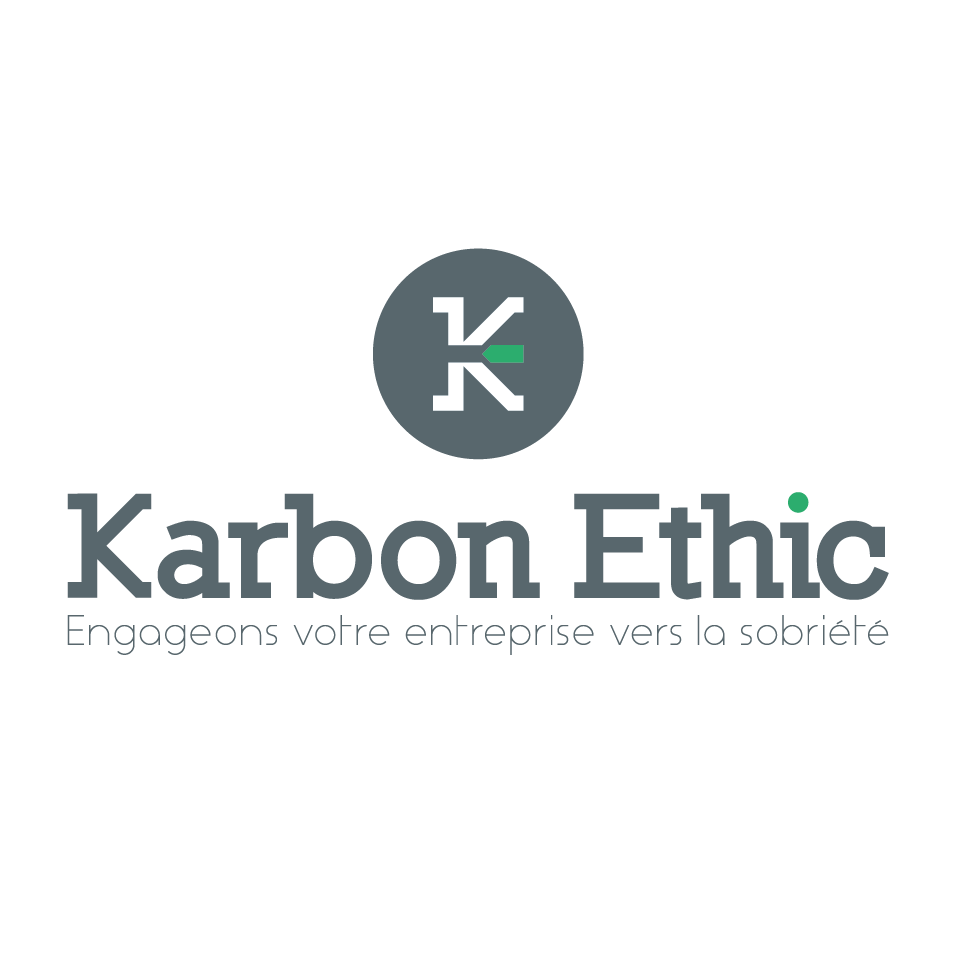 K
Karbon Ethic
Engageons votre entreprise vers la sobriété